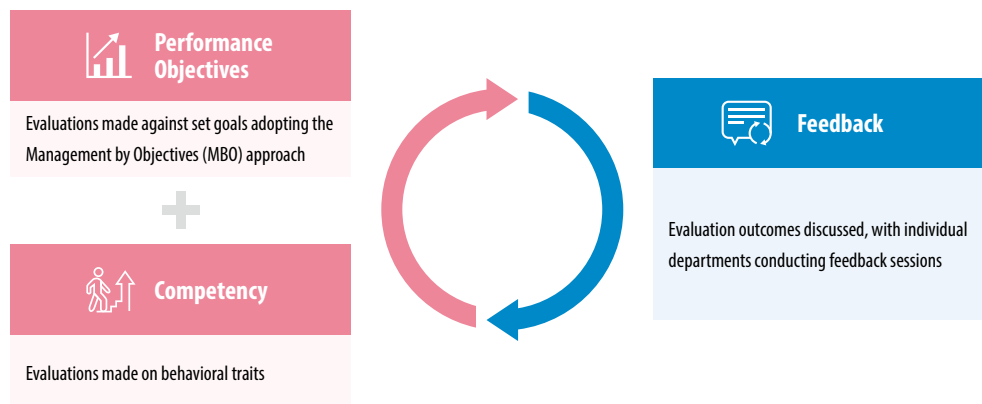 Performance
Objectives
Evaluations made against set goals adopting the
Management by Objectives (MBO) approach
Competency
Evaluations made on behavioral traits
Feedback
Evaluation outcomes discussed, with individual
departments conducting feedback sessions